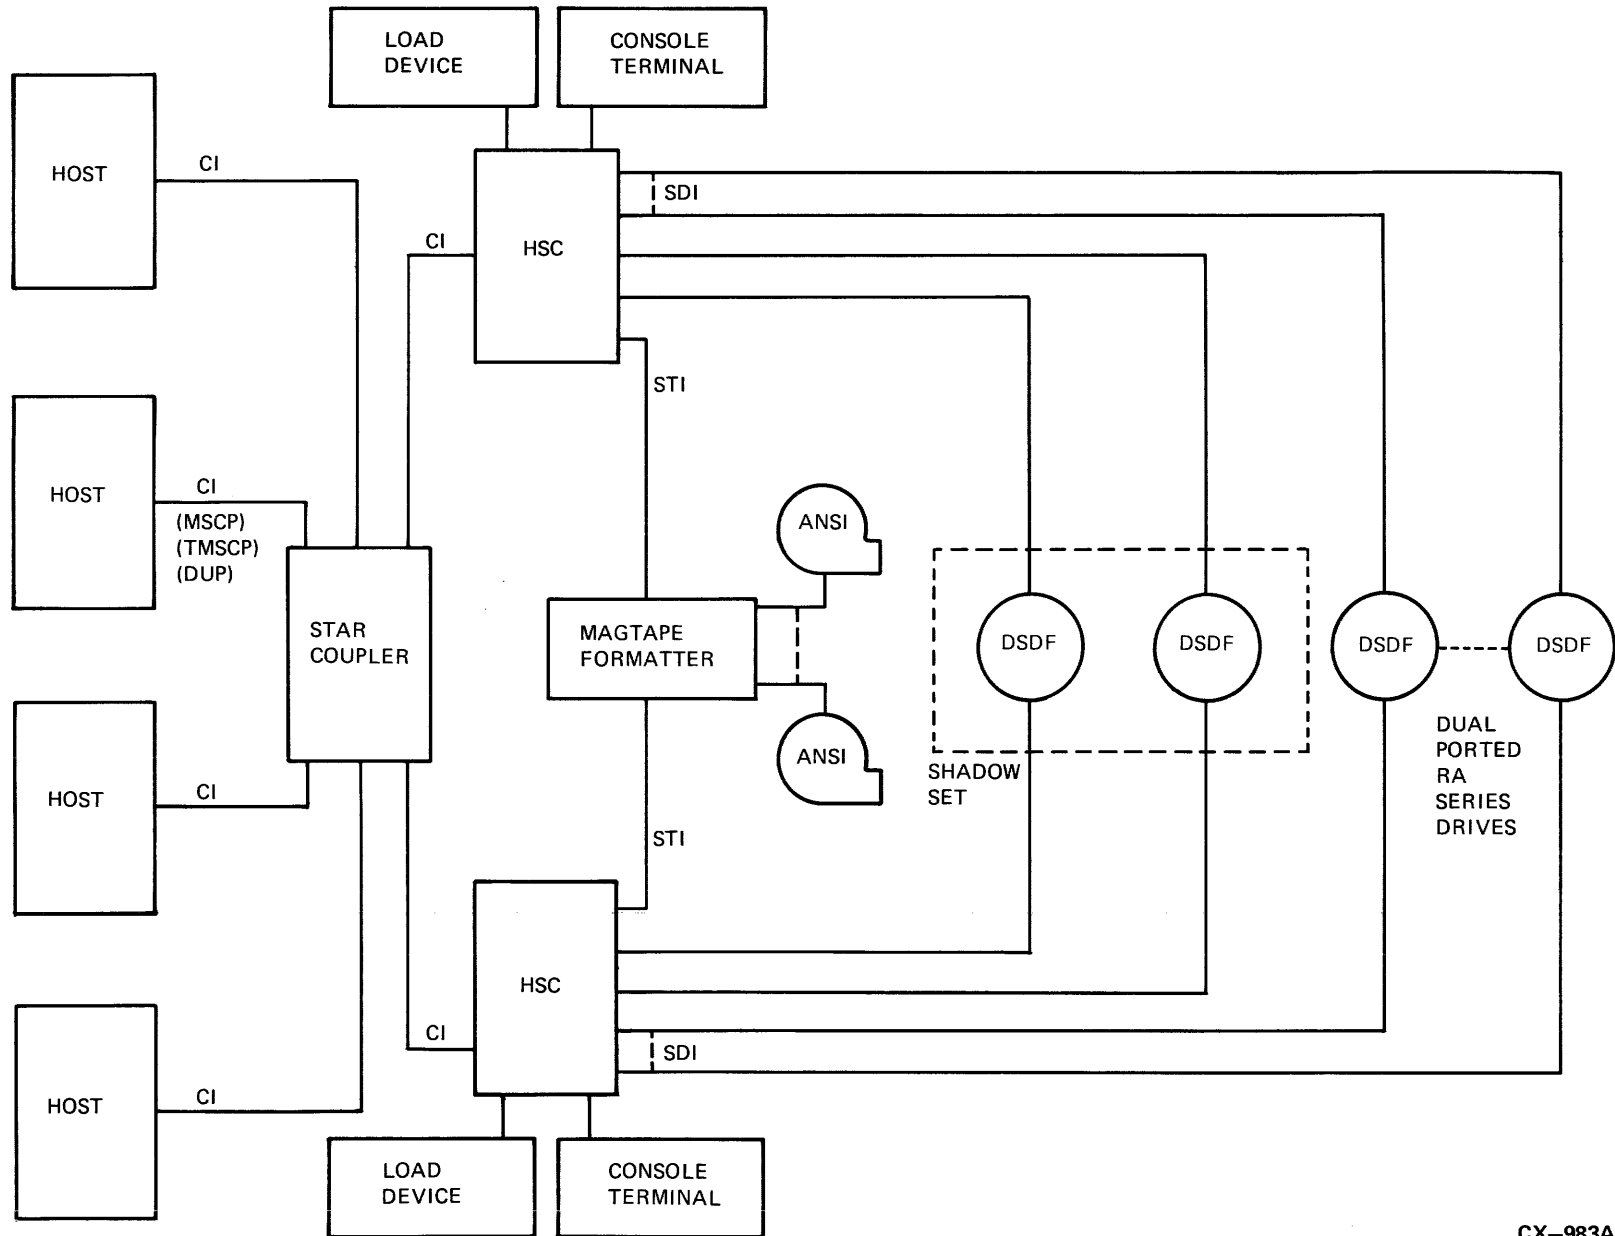 LOAD
DEVICE
CONSOLE
TERMINAL
HOST
CI
CI
HSC
SDI
STI
HOST
CI
(MSCP)
(TMSCP)
(DUP)
STAR
COUPLER
MAGTAPE
FORMATTER
ANSI
ANSI
DSDF
DSDF
DSDF
DSDF
SHADOW
SET
DUAL
PORTED
RA
SERIES
DRIVES
HOST
CI
STI
HSC
CI
SDI
HOST
CI
LOAD
DEVICE
CONSOLE
TERMINAL
CX-983A